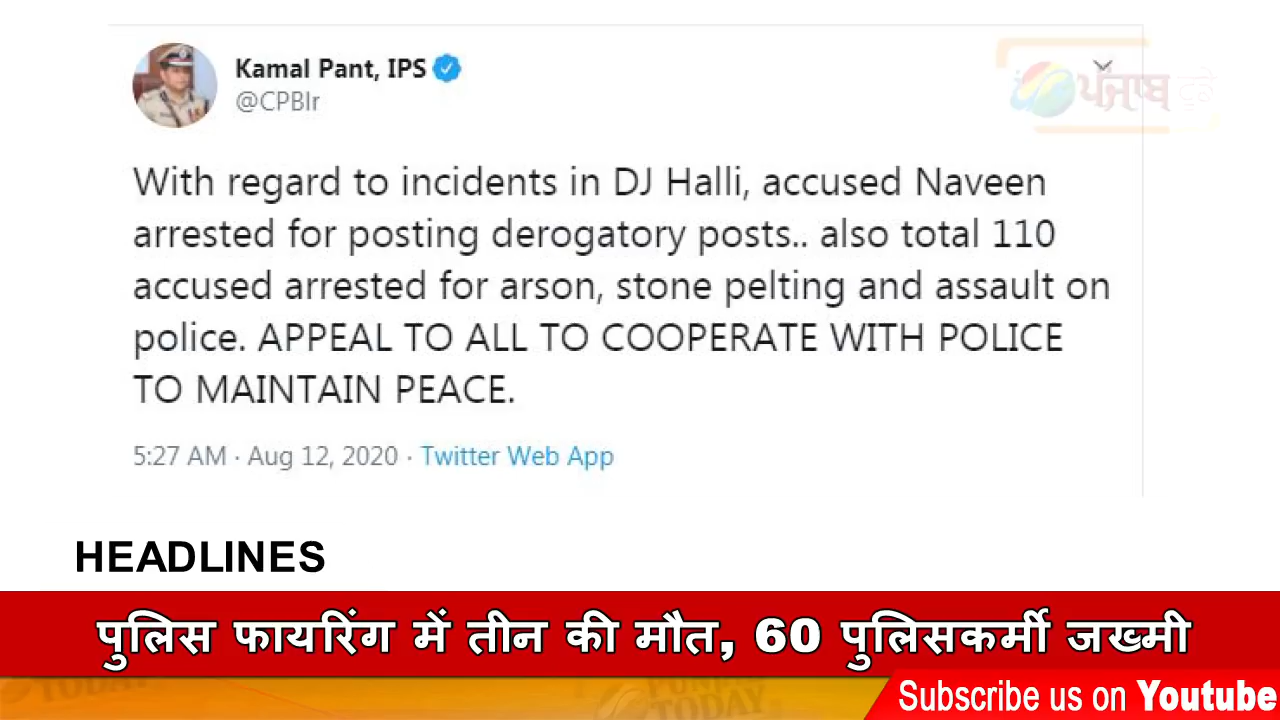 Kamal Pant, IPS
@CPBlr
ਪੰਜਾਬ ਟੂਡੇ
With regard to incidents in DJ Halli, accused Naveen
arrested for posting derogatory posts.. also total 110
accused arrested for arson, stone pelting and assault on
police. APPEAL TO ALL TO COOPERATE WITH POLICE
TO MAINTAIN PEACE.
5:27 AM · Aug 12, 2020 · Twitter Web App
HEADLINES
पुलिस फायरिंग में तीन की मौत, 60 पुलिसकर्मी जख्मी
TODAY
PUNJAB
TODAY
Subscribe us on Youtube